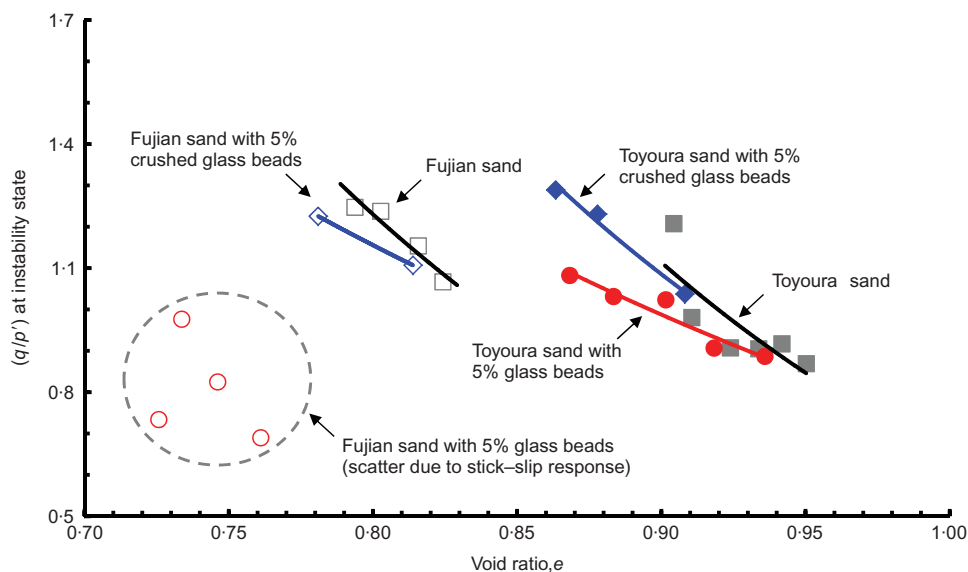 1·7
1·4
1·1
0·8
0·5
(q/p′) at instability state
Fujian sand with 5%
crushed glass beads
Fujian sand
Toyoura sand with 5%
crushed glass beads
Toyoura sand
Toyoura sand with
5% glass beads
Fujian sand with 5% glass beads
(scatter due to stick–slip response)
0·70
0·75
0·80
0·85
0·90
0·95
1·00
Void ratio,e